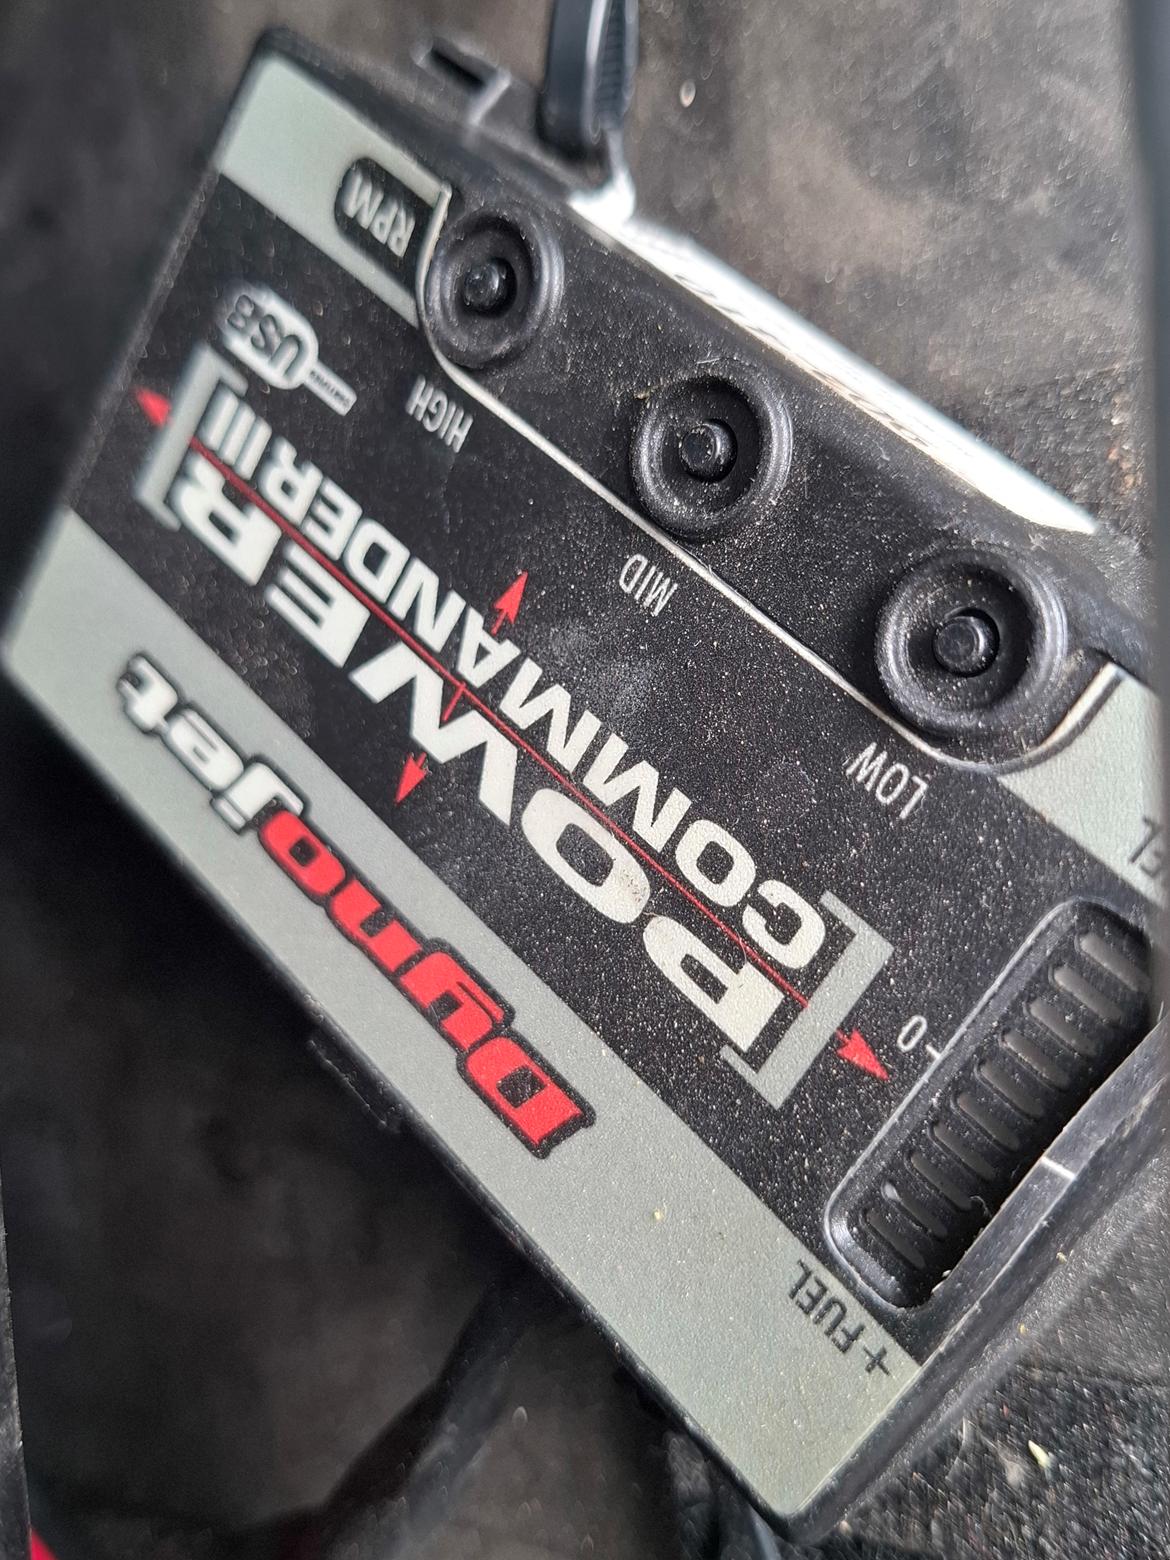 Dynojet
POWER
COMMANDER III
USB
RPM
HIGH
MID
LOW
0
+FUEL